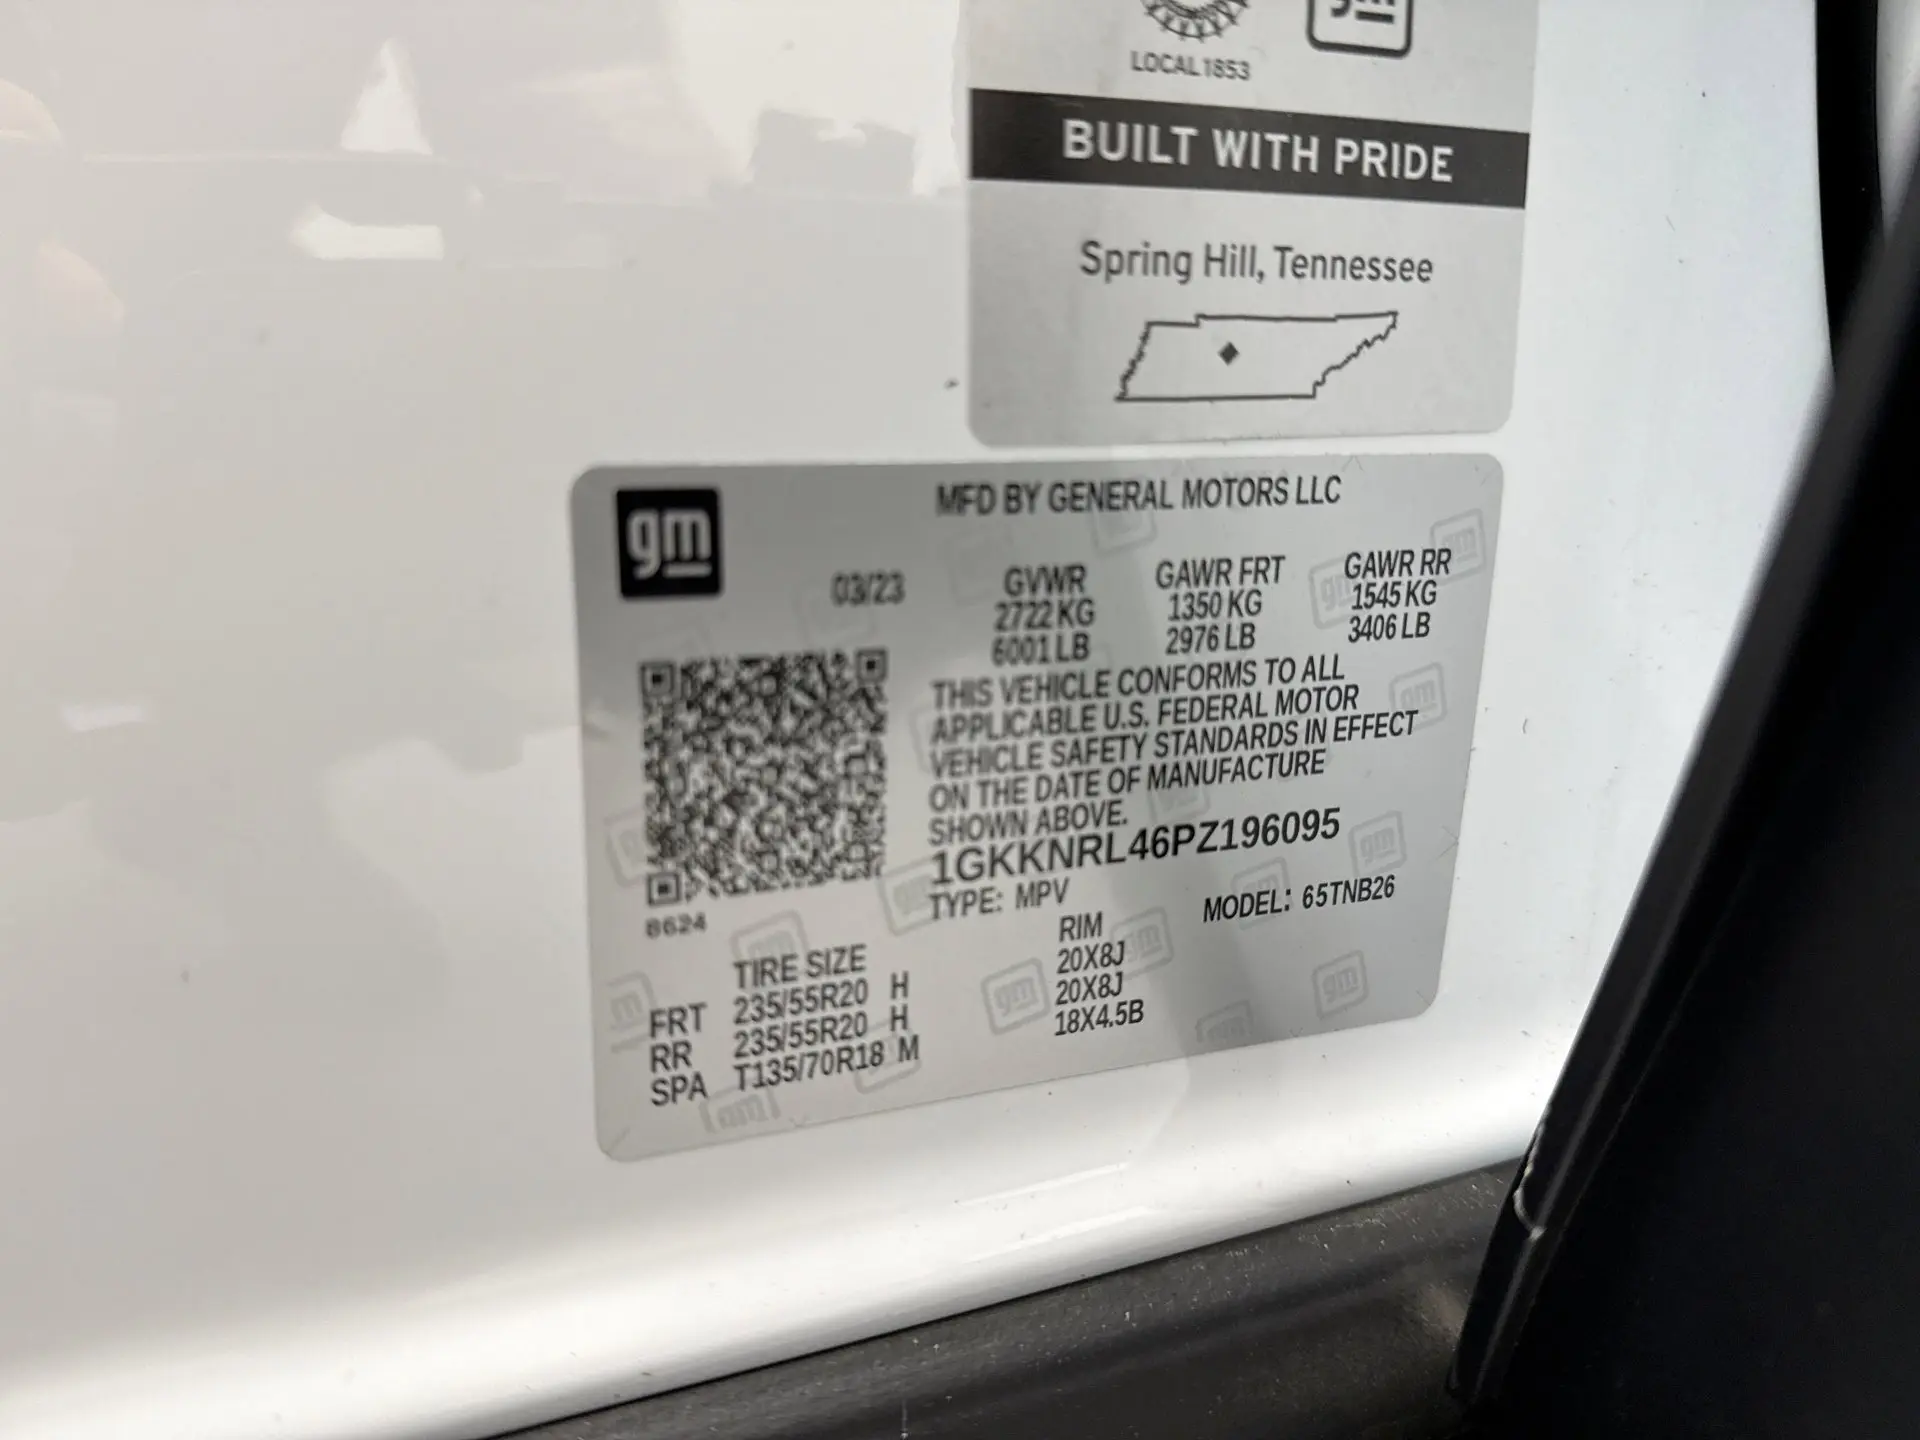 LOCAL 1853
gm
BUILT WITH PRIDE
Spring Hill, Tennessee
gm
MFD BY GENERAL MOTORS LLC
03/23
GVWR GAWR FRT GAWR RR
2722 KG 1350 KG 1545 KG
6001 LB 2976 LB 3406 LB
THIS VEHICLE CONFORMS TO ALL
APPLICABLE U.S. FEDERAL MOTOR
VEHICLE SAFETY STANDARDS IN EFFECT
ON THE DATE OF MANUFACTURE
SHOWN ABOVE.
1GKKNRL46PZ196095
TYPE: MPV MODEL: 65TNB26
8624
TIRE SIZE RIM
FRT 235/55R20 H 20X8J
RR 235/55R20 H 20X8J
SPA T135/70R18 M 18X4.5B